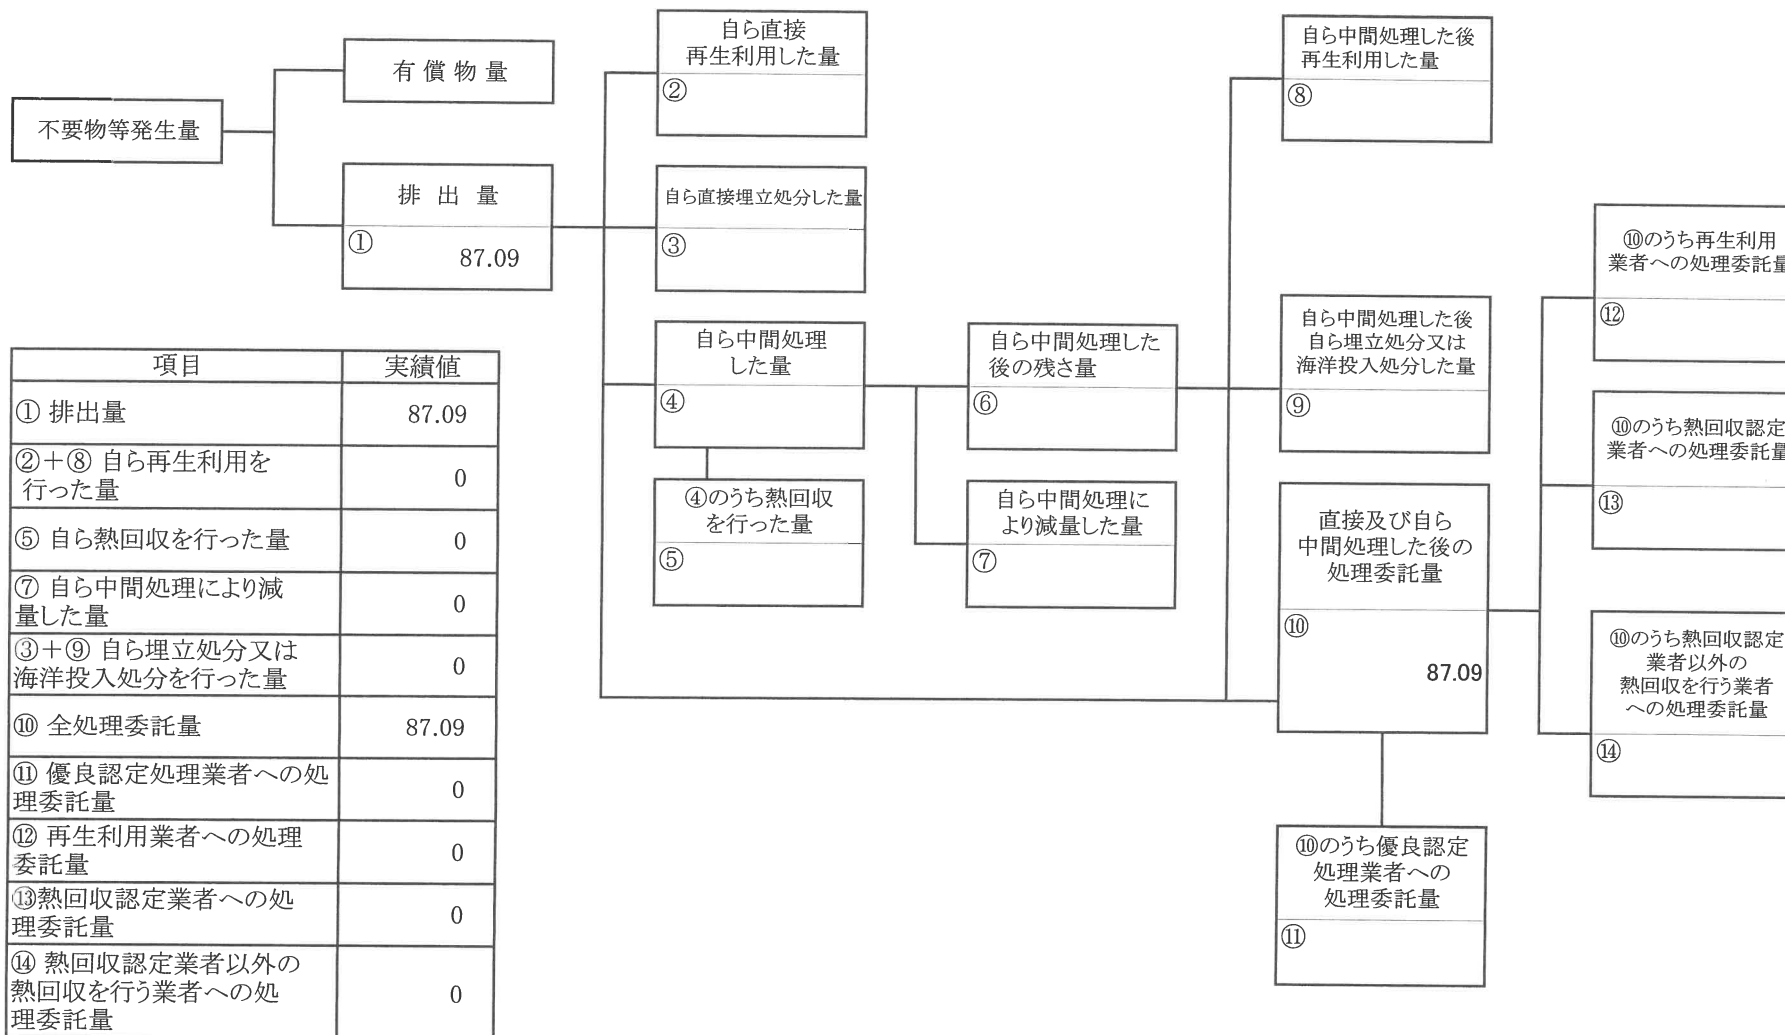 不要物等発生量
有償物量
排出量
①
87.09
自ら直接
再生利用した量
②
自ら直接埋立処分した量
③
自ら中間処理
した量
④
④のうち熱回収
を行った量
⑤
自ら中間処理した
後の残さ量
⑥
自ら中間処理に
より減量した量
⑦
自ら中間処理した後
再生利用した量
⑧
自ら中間処理した後
自ら埋立処分又は
海洋投入処分した量
⑨
直接及び自ら
中間処理した後の
処理委託量
⑩
87.09
⑩のうち優良認定
処理業者への
処理委託量
⑪
⑩のうち再生利用
業者への処理委託量
⑫
⑩のうち熱回収認定
業者への処理委託量
⑬
⑩のうち熱回収認定
業者以外の
熱回収を行う業者
への処理委託量
⑭
項目 実績値
① 排出量 87.09
②＋⑧ 自ら再生利用を
行った量 0
⑤ 自ら熱回収を行った量 0
⑦ 自ら中間処理により減
量した量 0
③＋⑨ 自ら埋立処分又は
海洋投入処分を行った量 0
⑩ 全処理委託量 87.09
⑪ 優良認定処理業者への処
理委託量 0
⑫ 再生利用業者への処理
委託量 0
⑬熱回収認定業者への処
理委託量 0
⑭ 熱回収認定業者以外の
熱回収を行う業者への処
理委託量 0